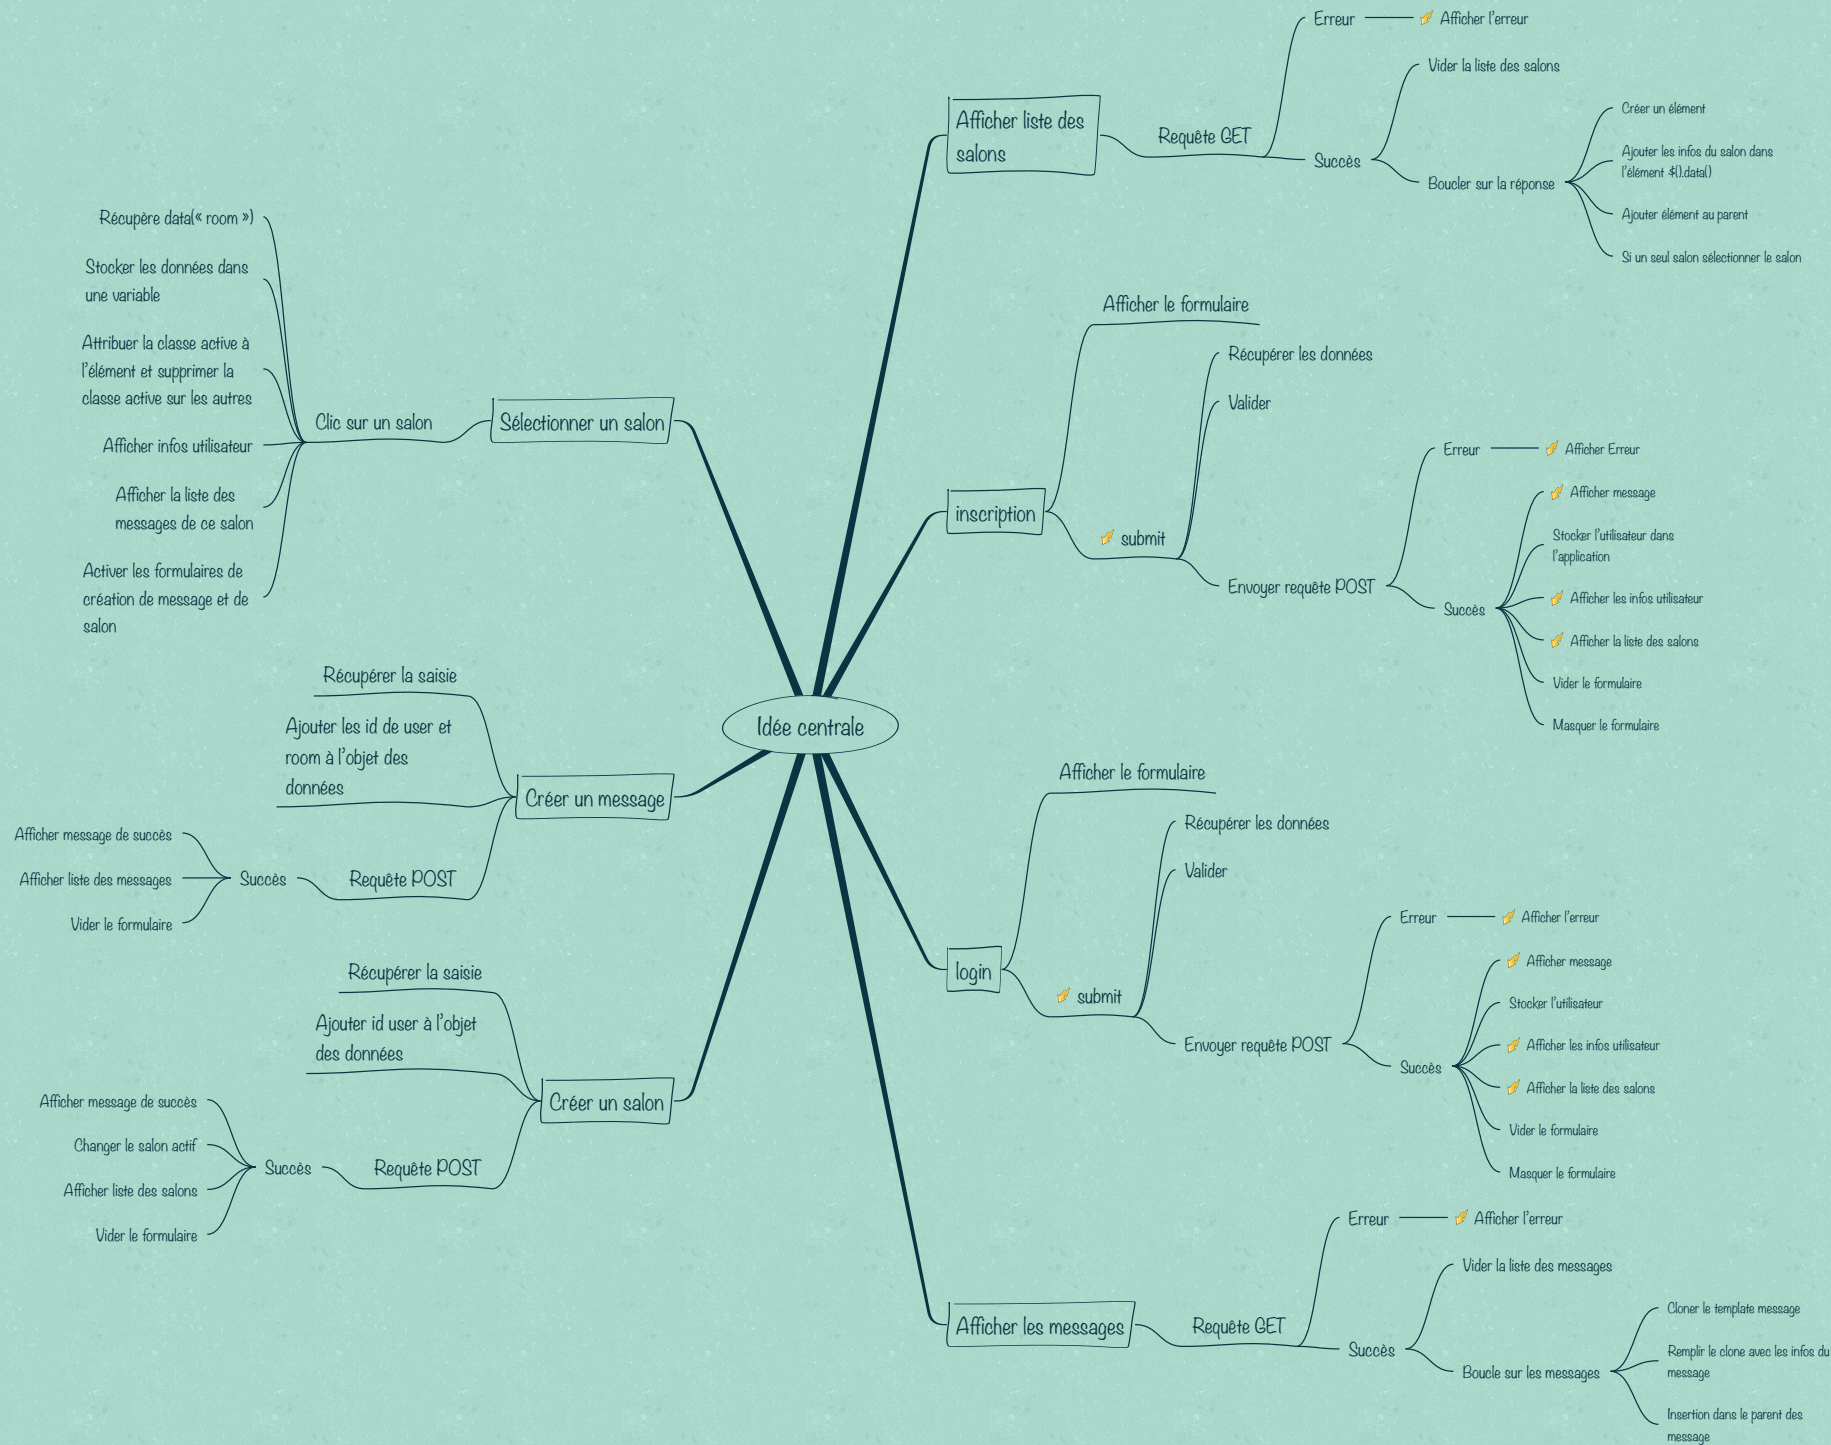 Idée centrale
Afficher liste des
salons
Requête GET
Erreur
Afficher l'erreur
Succès
Vider la liste des salons
Boucler sur la réponse
Créer un élément
Ajouter les infos du salon dans
l'élément $().data()
Ajouter élément au parent
Si un seul salon sélectionner le salon
inscription
Afficher le formulaire
submit
Récupérer les données
Valider
Envoyer requête POST
Erreur
Afficher Erreur
Succès
Afficher message
Stocker l'utilisateur dans
l'application
Afficher les infos utilisateur
Afficher la liste des salons
Vider le formulaire
Masquer le formulaire
login
Afficher le formulaire
submit
Récupérer les données
Valider
Envoyer requête POST
Erreur
Afficher l'erreur
Succès
Afficher message
Stocker l'utilisateur
Afficher les infos utilisateur
Afficher la liste des salons
Vider le formulaire
Masquer le formulaire
Afficher les messages
Requête GET
Erreur
Afficher l'erreur
Succès
Vider la liste des messages
Boucle sur les messages
Cloner le template message
Remplir le clone avec les infos du
message
Insertion dans le parent des
message
Sélectionner un salon
Clic sur un salon
Récupère data(« room »)
Stocker les données dans
une variable
Attribuer la classe active à
l'élément et supprimer la
classe active sur les autres
Afficher infos utilisateur
Afficher la liste des
messages de ce salon
Activer les formulaires de
création de message et de
salon
Créer un message
Récupérer la saisie
Ajouter les id de user et
room à l'objet des
données
Requête POST
Succès
Afficher message de succès
Afficher liste des messages
Vider le formulaire
Créer un salon
Récupérer la saisie
Ajouter id user à l'objet
des données
Requête POST
Succès
Afficher message de succès
Changer le salon actif
Afficher liste des salons
Vider le formulaire